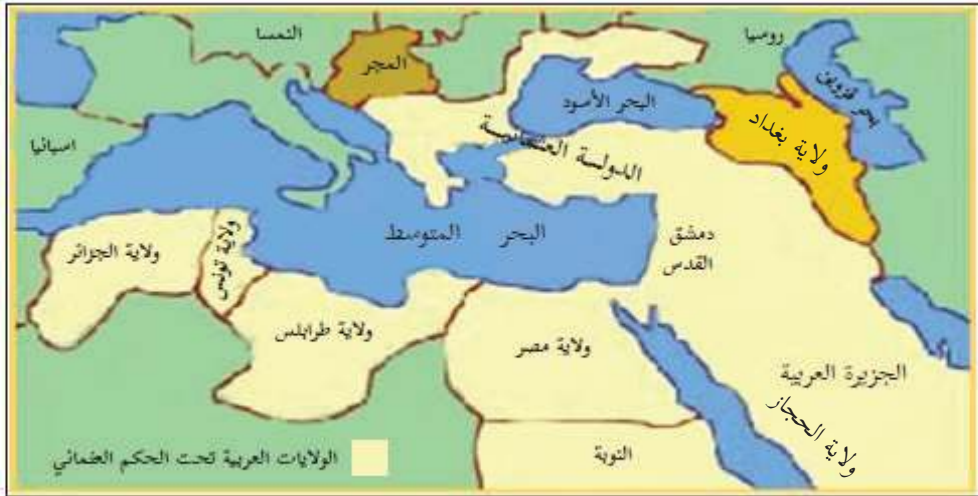 روسيا
النمسا
المجر
بحر قزوين
البحر الأسود
ولاية بغداد
اسبانيا
الدولة العثمانية
البحر المتوسط
دمشق
القدس
ولاية تونس
ولاية الجزائر
ولاية طرابلس
ولاية مصر
الجزيرة العربية
ولاية الحجاز
النوبة
الولايات العربية تحت الحكم العثماني